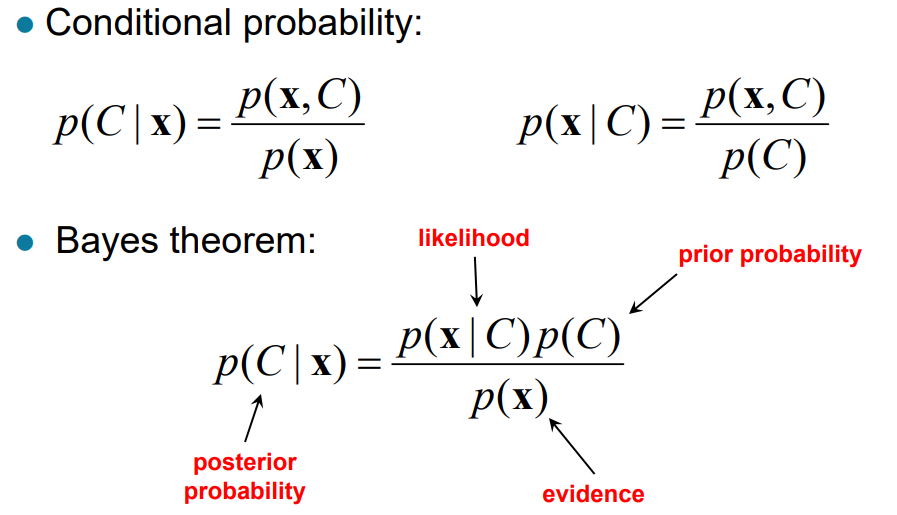 ● Conditional probability:
p(C | x) = p(x, C) / p(x)
p(x | C) = p(x, C) / p(C)
● Bayes theorem:
likelihood
prior probability
p(C | x) = p(x | C) p(C) / p(x)
posterior
probability
evidence